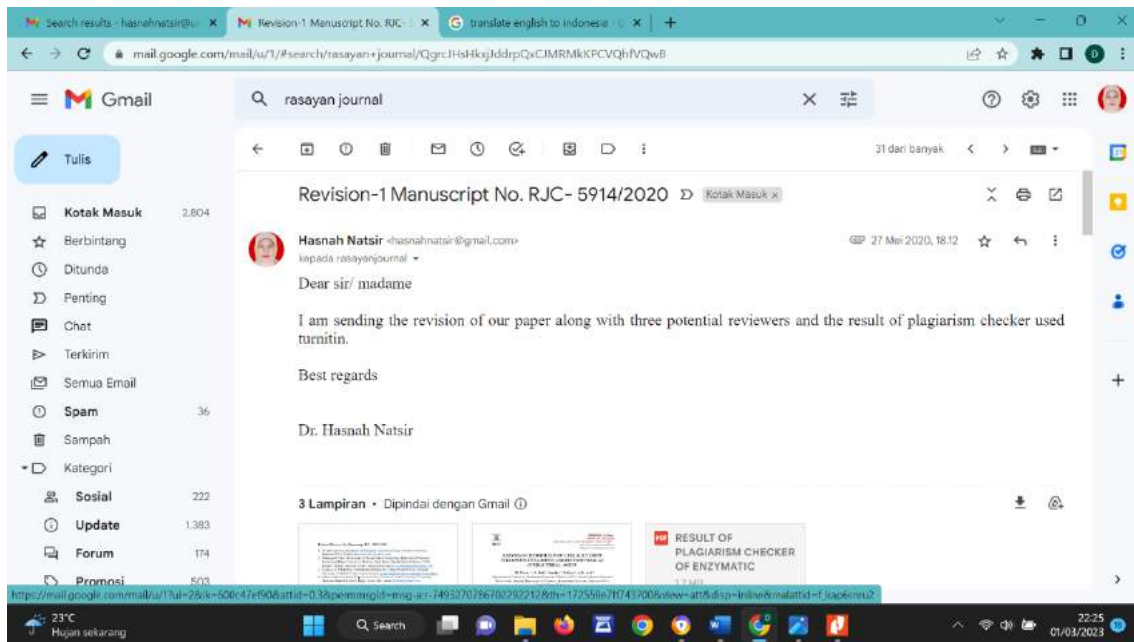 Search results - hasnahnatsir@u
Revision-1 Manuscript No. RJC-
translate english to indonesia -
mail.google.com/mail/u/1/#search/rasayan+journal/
Gmail
rasayan journal
Tulis
31 dari banyak
Revision-1 Manuscript No. RJC- 5914/2020
Kotak Masuk x
Kotak Masuk 2.804
Hasnah Natsir <hasnahnatsir@gmail.com>
27 Mei 2020, 18.12
Berbintang
kepada rasayanjournal
Ditunda
Dear sir/ madame
Penting
I am sending the revision of our paper along with three potential reviewers and the result of plagiarism checker used
Chat
turnitin.
Terkirim
Best regards
Semua Email
Spam 36
Dr. Hasnah Natsir
Sampah
Kategori
Sosial 222
3 Lampiran • Dipindai dengan Gmail
Update 1.383
Forum 174
PDF RESULT OF
PLAGIARISM CHECKER
OF ENZYMATIC
1.7 MB
Promosi 503
23°C
Hujan sekarang
Search
22:25
01/03/2023